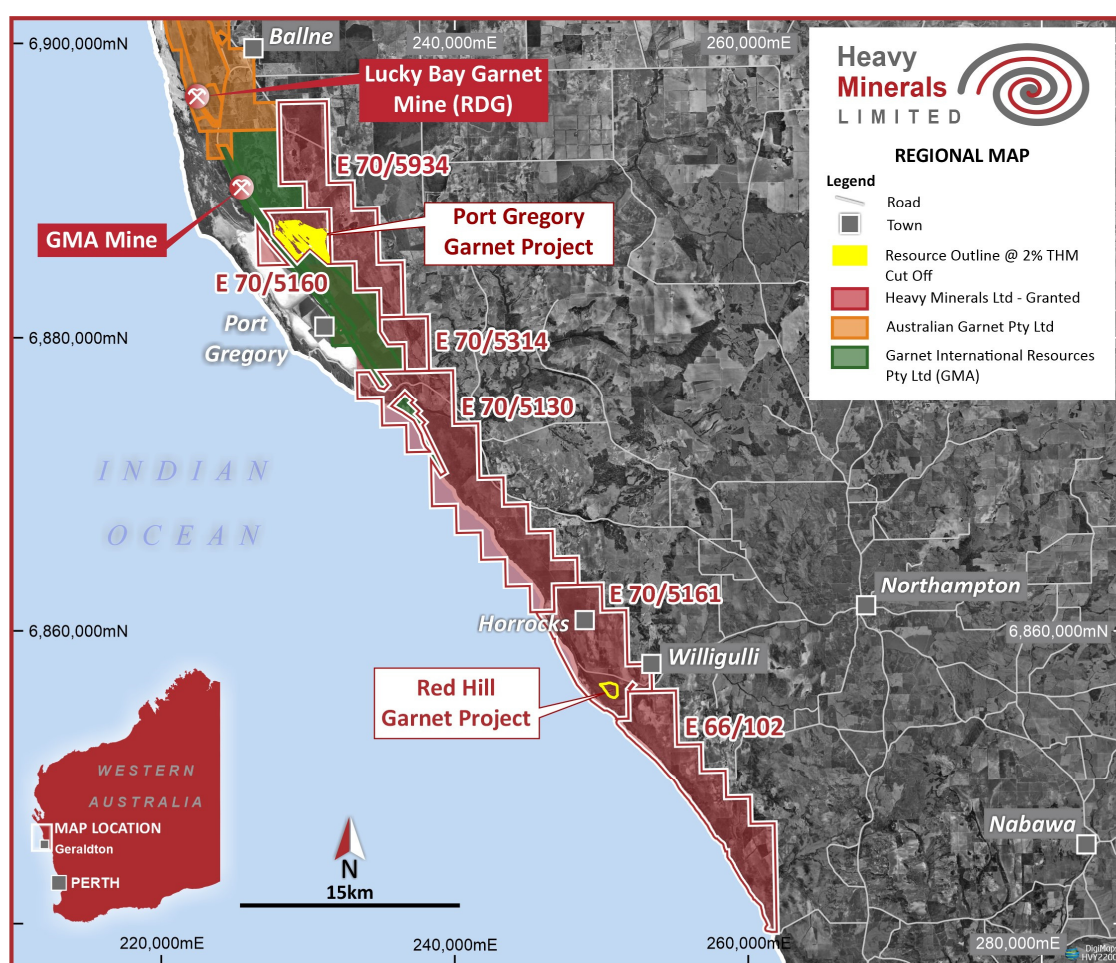 6,900,000mN
Ballne
240,000mE
260,000mE
Lucky Bay Garnet
Mine (RDG)
Heavy
Minerals
LIMITED
REGIONAL MAP
Legend
Road
Town
Resource Outline @ 2% THM
Cut Off
Heavy Minerals Ltd - Granted
Australian Garnet Pty Ltd
Garnet International Resources
Pty Ltd (GMA)
E 70/5934
GMA Mine
Port Gregory
Garnet Project
E 70/5160
Port
Gregory
6,880,000mN
E 70/5314
E 70/5130
INDIAN
OCEAN
Northampton
E 70/5161
Horrocks
6,860,000mN
6,860,000mN
Willigulli
Red Hill
Garnet Project
E 66/102
WESTERN
AUSTRALIA
MAP LOCATION
Geraldton
PERTH
N
15km
Nabawa
220,000mE
240,000mE
260,000mE
280,000mE
DigiMaps